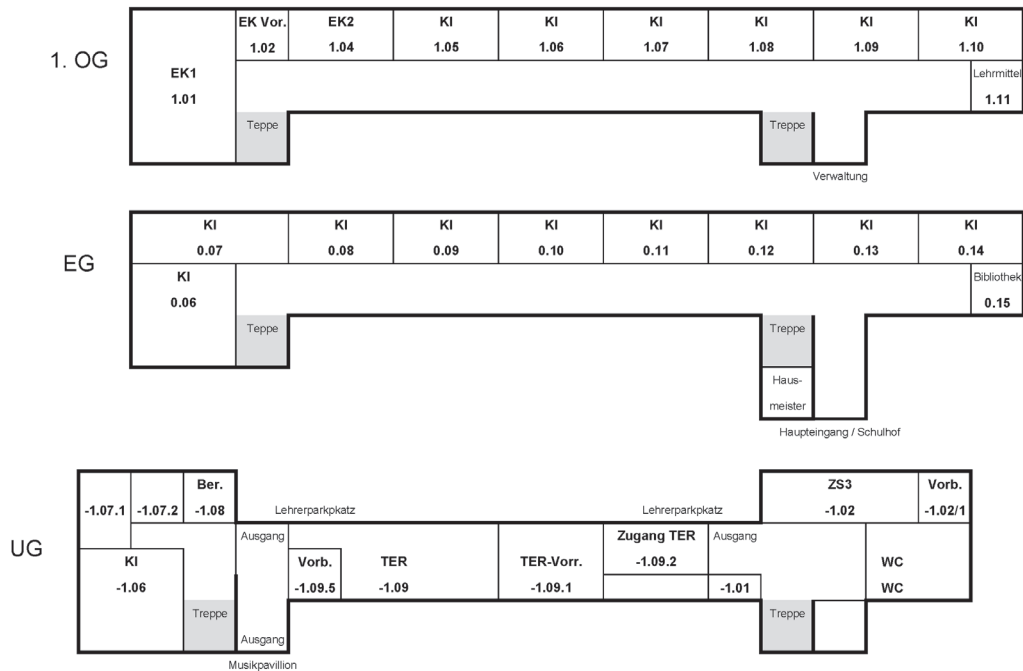 EK Vor. EK2 KI KI KI KI KI KI
1. OG
1.02 1.04 1.05 1.06 1.07 1.08 1.09 1.10
EK1 Lehrmittel
1.01 1.11
Teppe Treppe
Verwaltung
KI KI KI KI KI KI KI KI
0.07 0.08 0.09 0.10 0.11 0.12 0.13 0.14
EG
KI Bibliothek
0.06 0.15
Teppe Treppe
Haus-
meister
Haupteingang / Schulhof
Ber. ZS3 Vorb.
-1.07.1 -1.07.2 -1.08 Lehrerparkpkatz Lehrerparkpkatz -1.02 -1.02/1
UG
Ausgang Zugang TER Ausgang
KI Vorb. TER TER-Vorr. -1.09.2 WC
-1.06 -1.09.5 -1.09 -1.09.1 -1.01 WC
Treppe Treppe
Ausgang
Musikpavillion